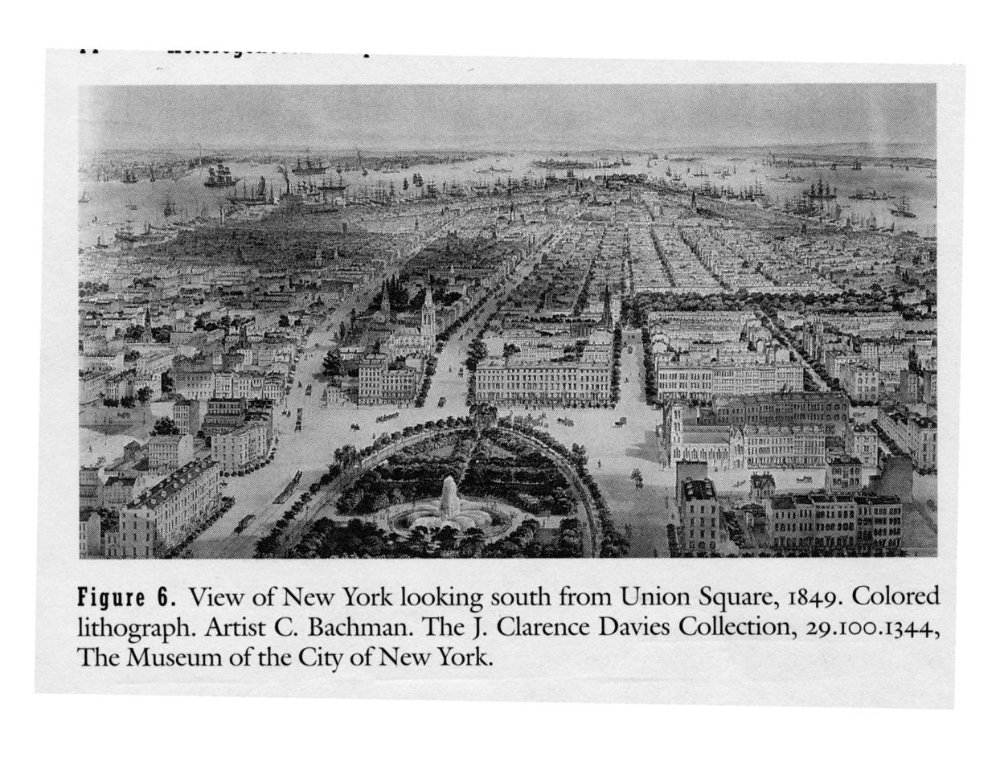 Figure 6. View of New York looking south from Union Square, 1849. Colored
lithograph. Artist C. Bachman. The J. Clarence Davies Collection, 29.100.1344,
The Museum of the City of New York.